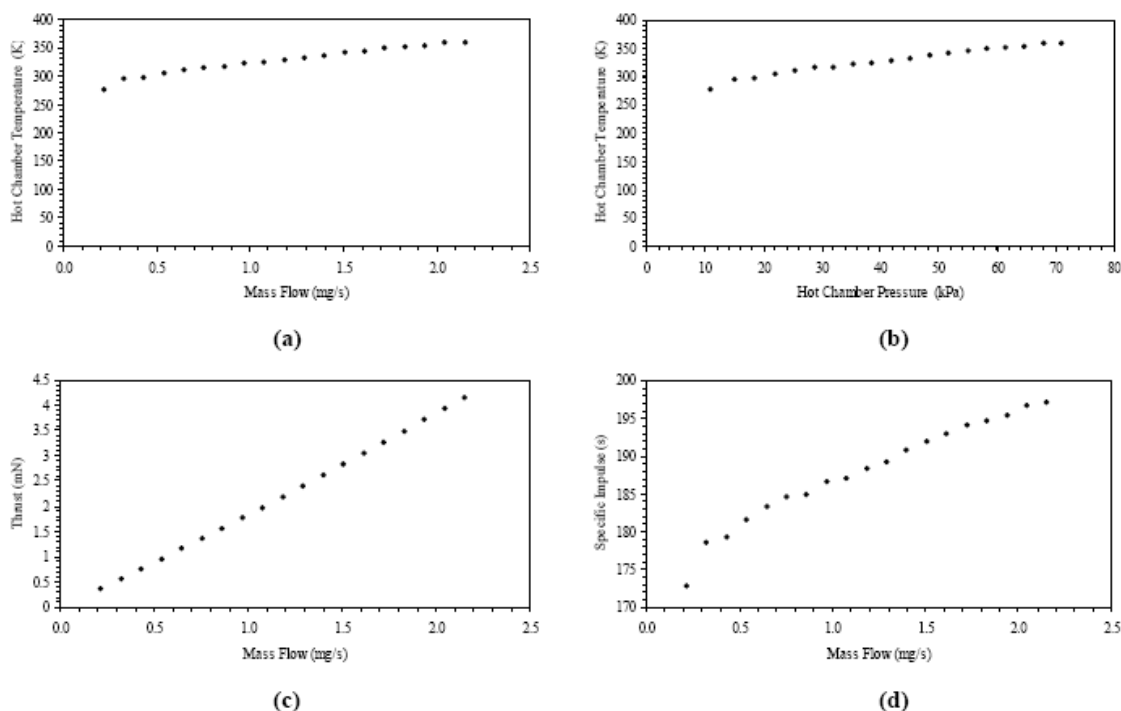 400
350
300
250
200
150
100
50
0
0.0 0.5 1.0 1.5 2.0 2.5
Hot Chamber Temperature (K)
Mass Flow (mg/s)
(a)
400
350
300
250
200
150
100
50
0
0 10 20 30 40 50 60 70 80
Hot Chamber Temperature (K)
Hot Chamber Pressure (kPa)
(b)
4.5
4
3.5
3
2.5
2
1.5
1
0.5
0
0.0 0.5 1.0 1.5 2.0 2.5
Thrust (mN)
Mass Flow (mg/s)
(c)
200
195
190
185
180
175
170
0.0 0.5 1.0 1.5 2.0 2.5
Specific Impulse (s)
Mass Flow (mg/s)
(d)